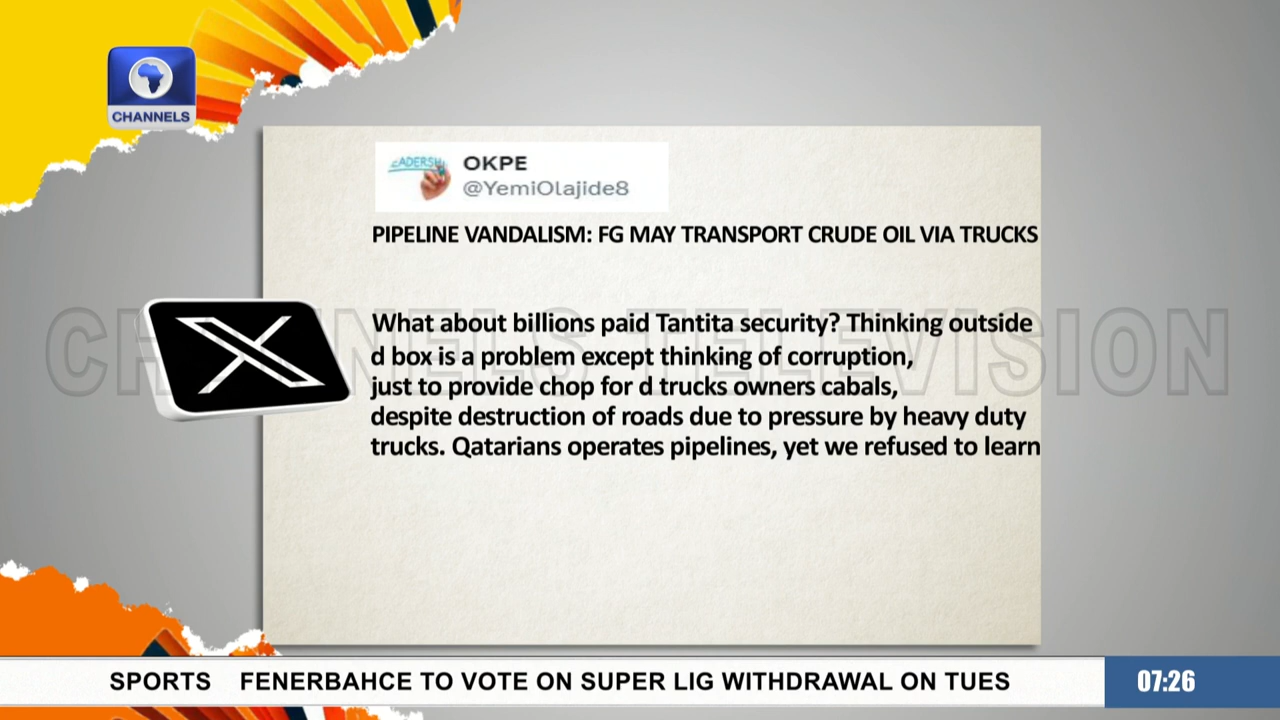 CHANNELS
EADERSH
OKPE
@YemiOlajide8
PIPELINE VANDALISM: FG MAY TRANSPORT CRUDE OIL VIA TRUCKS
What about billions paid Tantita security? Thinking outside
d box is a problem except thinking of corruption,
just to provide chop for d trucks owners cabals,
despite destruction of roads due to pressure by heavy duty
trucks. Qatarians operates pipelines, yet we refused to learn
CHANNELS TELEVISION
SPORTS FENERBAHCE TO VOTE ON SUPER LIG WITHDRAWAL ON TUES
07:26